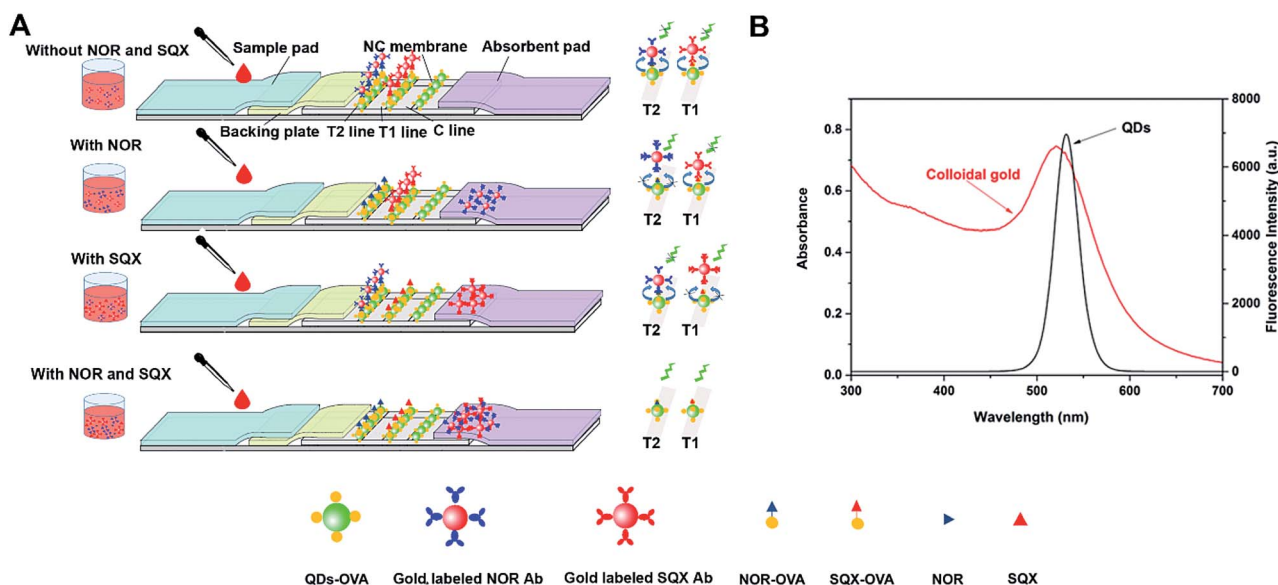 A
Without NOR and SQX
Sample pad
NC membrane
Absorbent pad
T2 T1
Backing plate T2 line T1 line C line
With NOR
T2 T1
With SQX
T2 T1
With NOR and SQX
T2 T1
B
0.8
0.6
0.4
0.2
0.0
Absorbance
300 400 500 600 700
Wavelength (nm)
8000
6000
4000
2000
0
Fluorescence Intensity (a.u.)
Colloidal gold
QDs
QDs-OVA
Gold labeled NOR Ab
Gold labeled SQX Ab
NOR-OVA
SQX-OVA
NOR
SQX